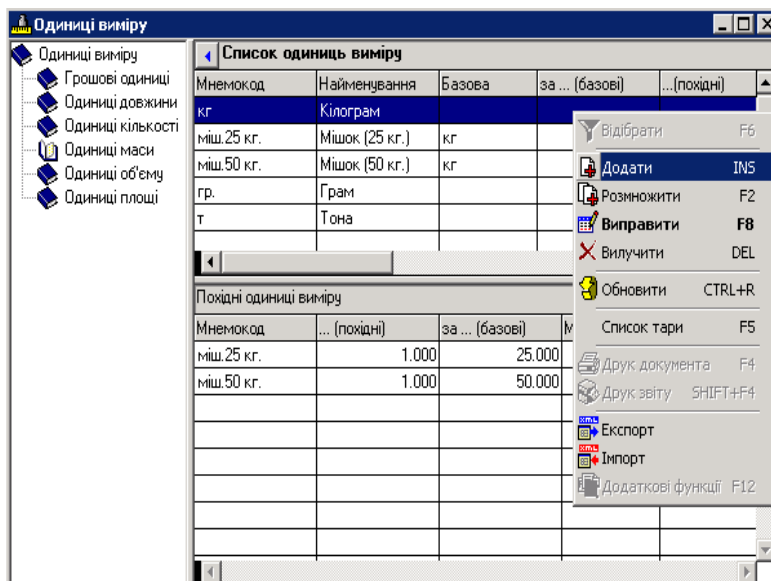 Одиниці виміру
Одиниці виміру
Грошові одиниці
Одиниці довжини
Одиниці кількості
Одиниці маси
Одиниці об'єму
Одиниці площі
Список одиниць виміру
Мнемокод Найменування Базова за ... (базові) ...(похідні)
кг Кілограм
міш.25 кг. Мішок (25 кг.) кг
міш.50 кг. Мішок (50 кг.) кг
гр. Грам
т Тона
Похідні одиниці виміру
Мнемокод ... (похідні) за ... (базові) М
міш.25 кг. 1.000 25.000
міш.50 кг. 1.000 50.000
Відібрати F6
Додати INS
Розмножити F2
Виправити F8
Вилучити DEL
Обновити CTRL+R
Список тари F5
Друк документа F4
Друк звіту SHIFT+F4
Експорт
Імпорт
Додаткові функції F12